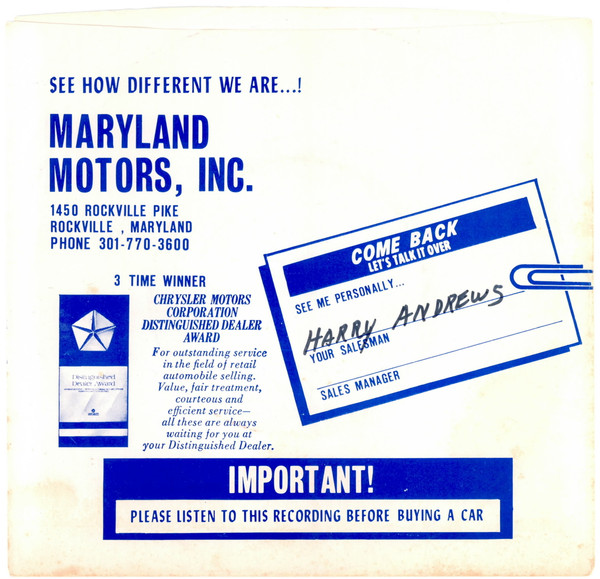 SEE HOW DIFFERENT WE ARE...!
MARYLAND
MOTORS, INC.
1450 ROCKVILLE PIKE
ROCKVILLE , MARYLAND
PHONE 301-770-3600
COME BACK
LET'S TALK IT OVER
SEE ME PERSONALLY...
HARRY ANDREWS
YOUR SALESMAN
SALES MANAGER
3 TIME WINNER
CHRYSLER MOTORS
CORPORATION
DISTINGUISHED DEALER
AWARD
For outstanding service
in the field of retail
automobile selling.
Value, fair treatment,
courteous and
efficient service—
all these are always
waiting for you at
your Distinguished Dealer.
Distinguished
Dealer Award
IMPORTANT!
PLEASE LISTEN TO THIS RECORDING BEFORE BUYING A CAR